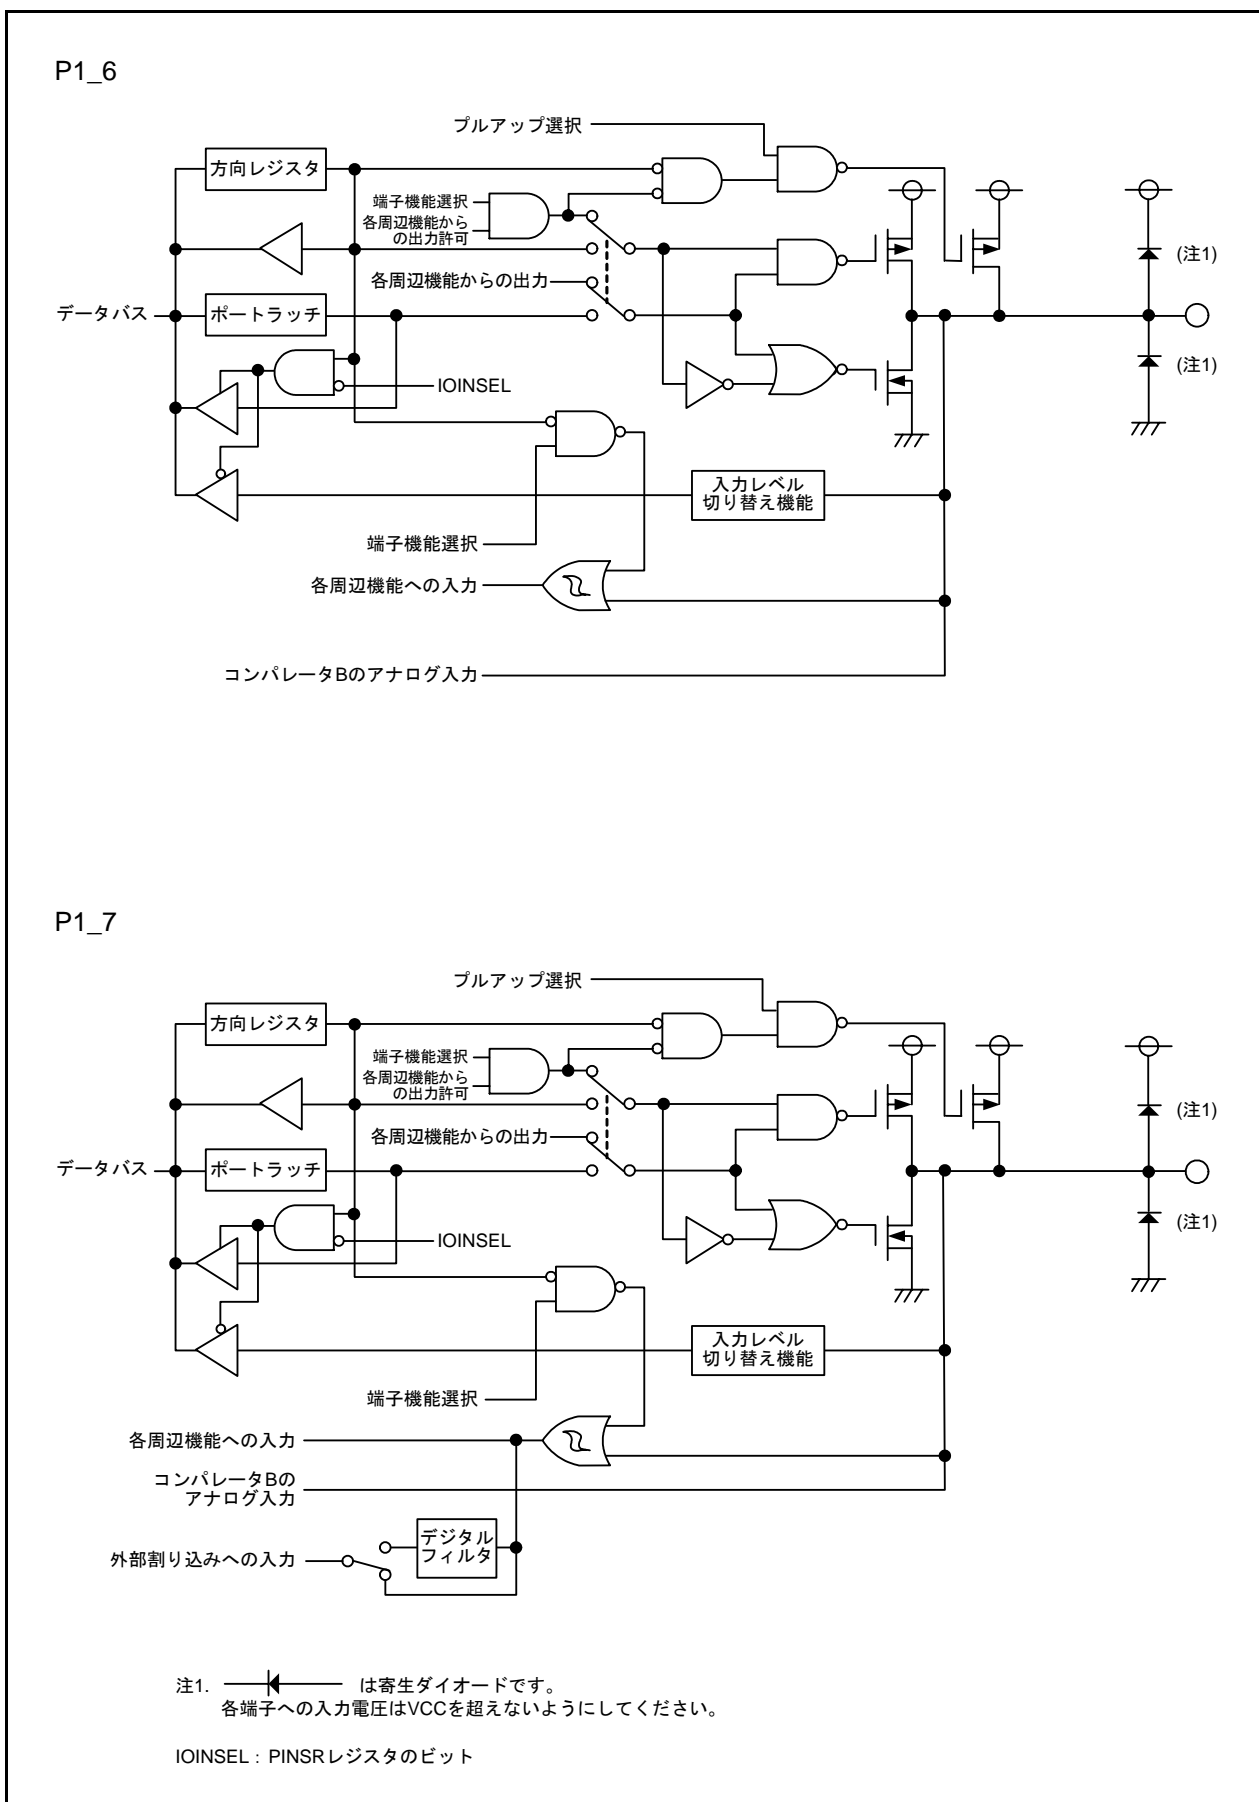 P1_6
プルアップ選択
方向レジスタ
端子機能選択
各周辺機能から
の出力許可
(注1)
各周辺機能からの出力
データバス
ポートラッチ
(注1)
IOINSEL
入力レベル
切り替え機能
端子機能選択
各周辺機能への入力
コンパレータBのアナログ入力
P1_7
プルアップ選択
方向レジスタ
端子機能選択
各周辺機能から
の出力許可
(注1)
各周辺機能からの出力
データバス
ポートラッチ
(注1)
IOINSEL
入力レベル
切り替え機能
端子機能選択
各周辺機能への入力
コンパレータBの
アナログ入力
デジタル
フィルタ
外部割り込みへの入力
注1. は寄生ダイオードです。
各端子への入力電圧はVCCを超えないようにしてください。
IOINSEL : PINSRレジスタのビット